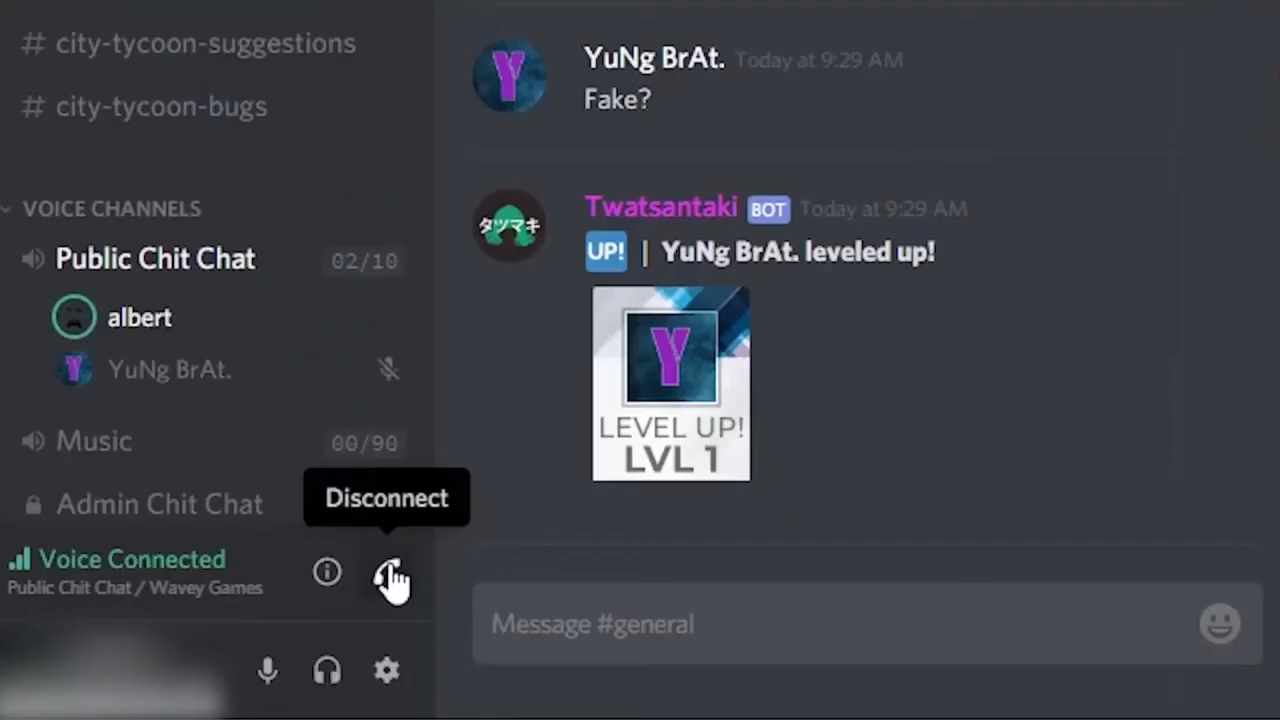 # city-tycoon-suggestions
# city-tycoon-bugs
VOICE CHANNELS
Public Chit Chat 02/10
albert
YuNg BrAt.
Music 00/90
Admin Chit Chat
Disconnect
Voice Connected
Public Chit Chat / Wavey Games
YuNg BrAt. Today at 9:29 AM
Fake?
タツマキ
Twatsantaki BOT Today at 9:29 AM
UP! | YuNg BrAt. leveled up!
Y
LEVEL UP!
LVL 1
Message #general